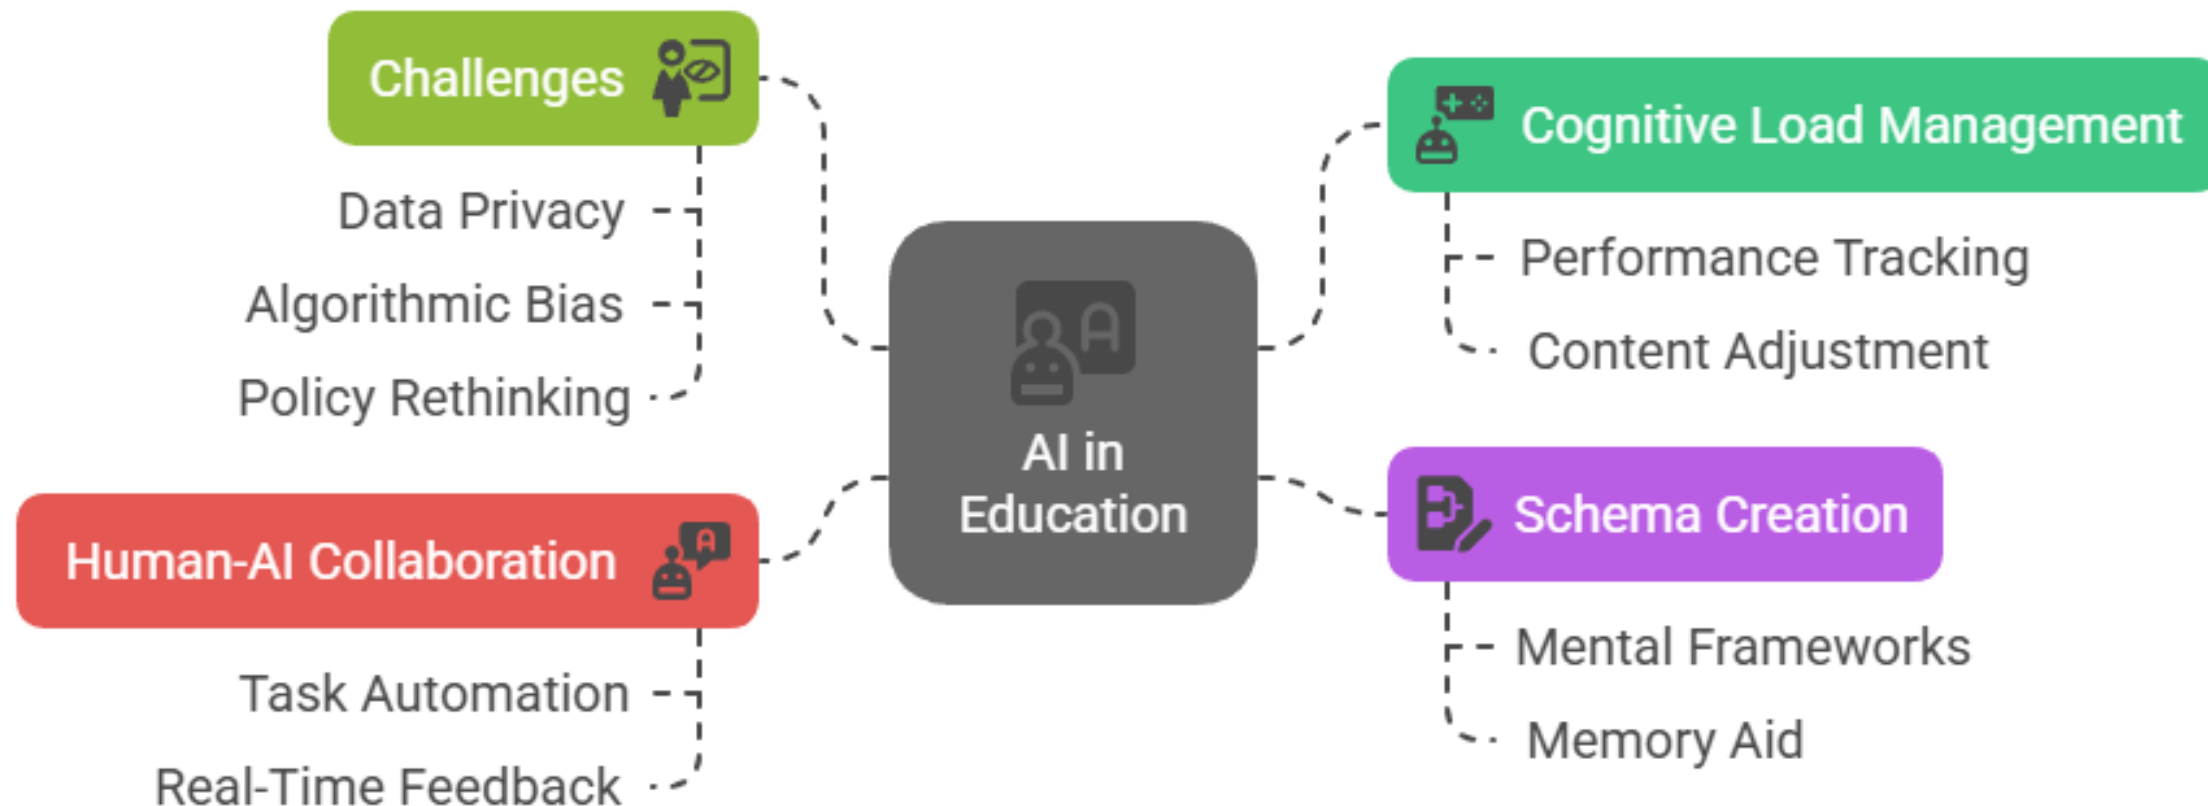 Challenges
Data Privacy
Algorithmic Bias
Policy Rethinking
Human-AI Collaboration
Task Automation
Real-Time Feedback
AI in
Education
Cognitive Load Management
Performance Tracking
Content Adjustment
Schema Creation
Mental Frameworks
Memory Aid